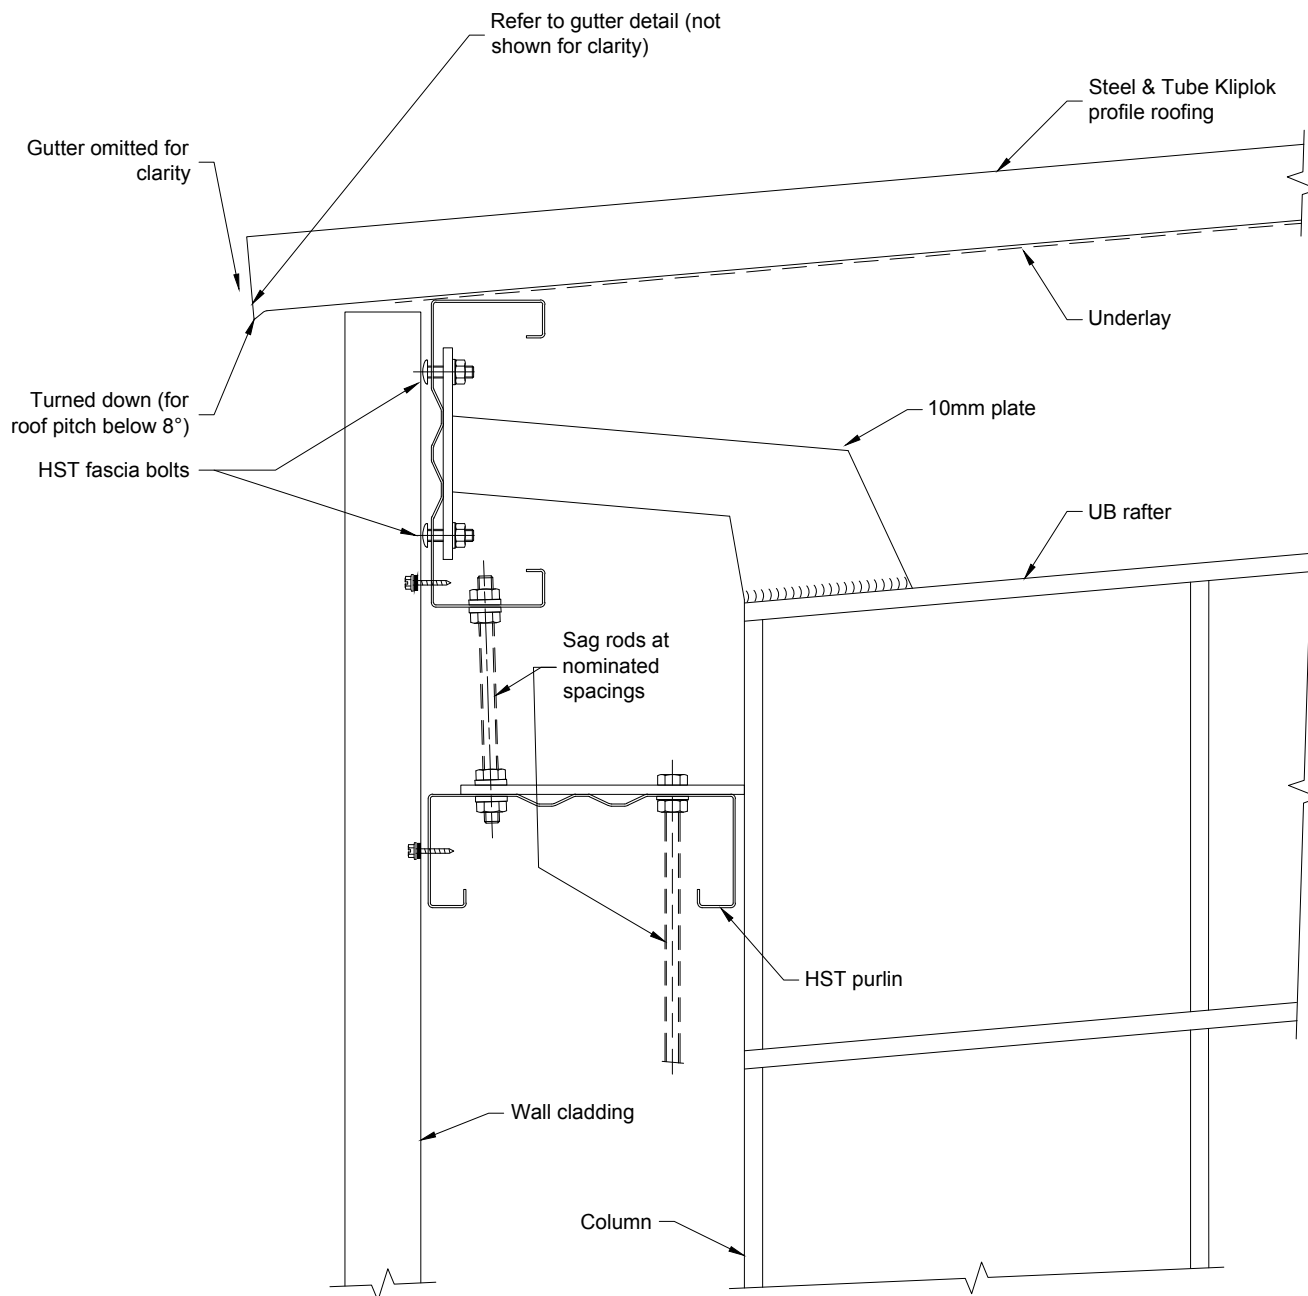 Refer to gutter detail (not
shown for clarity)
Steel & Tube Kliplok
profile roofing
Gutter omitted for
clarity
Underlay
Turned down (for
roof pitch below 8°)
10mm plate
HST fascia bolts
UB rafter
Sag rods at
nominated
spacings
HST purlin
Wall cladding
Column